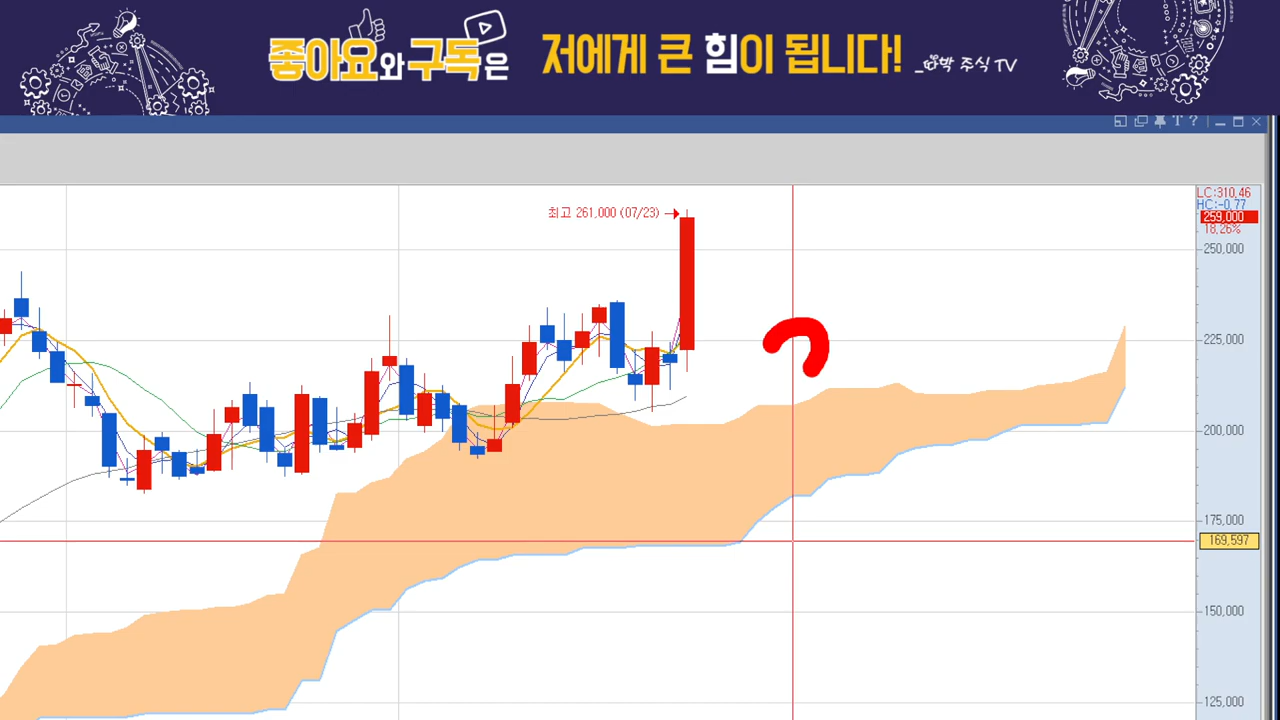 좋아요와구독은 저에게 큰 힘이 됩니다!
주식 TV
T ?
LC:310,46
HC:-0,77
최고 261,000 (07/23)
259,000
18,26%
250,000
225,000
200,000
175,000
169,597
150,000
125,000